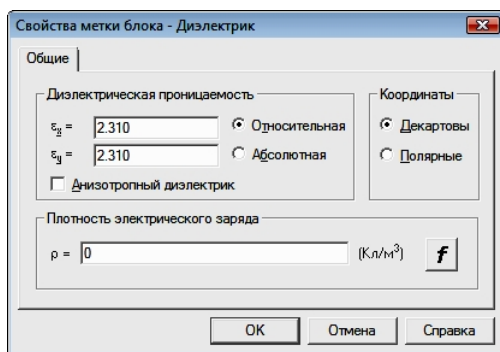 Свойства метки блока - Диэлектрик
Общие
Диэлектрическая проницаемость
εx = 2.310
Относительная
εy = 2.310
Абсолютная
Анизотропный диэлектрик
Координаты
Декартовы
Полярные
Плотность электрического заряда
ρ = 0 (Кл/м³) f
OK Отмена Справка